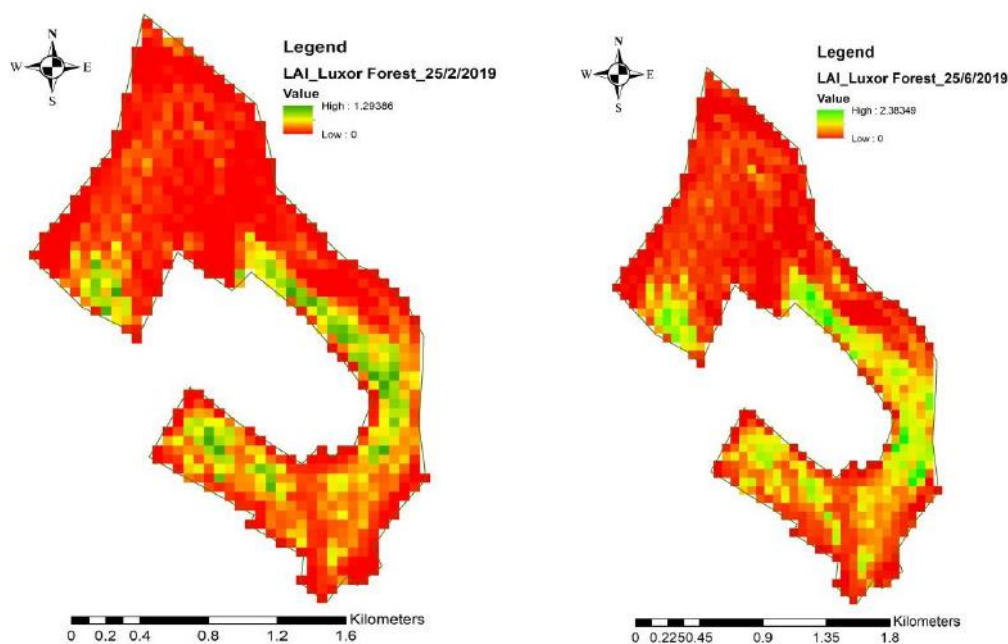 N
W E
S
Legend
LAI_Luxor Forest_25/2/2019
Value
High : 1.29386
Low : 0
Kilometers
0 0.2 0.4 0.8 1.2 1.6
N
W E
S
Legend
LAI_Luxor Forest_25/6/2019
Value
High : 2.38349
Low : 0
Kilometers
0 0.2250.45 0.9 1.35 1.8